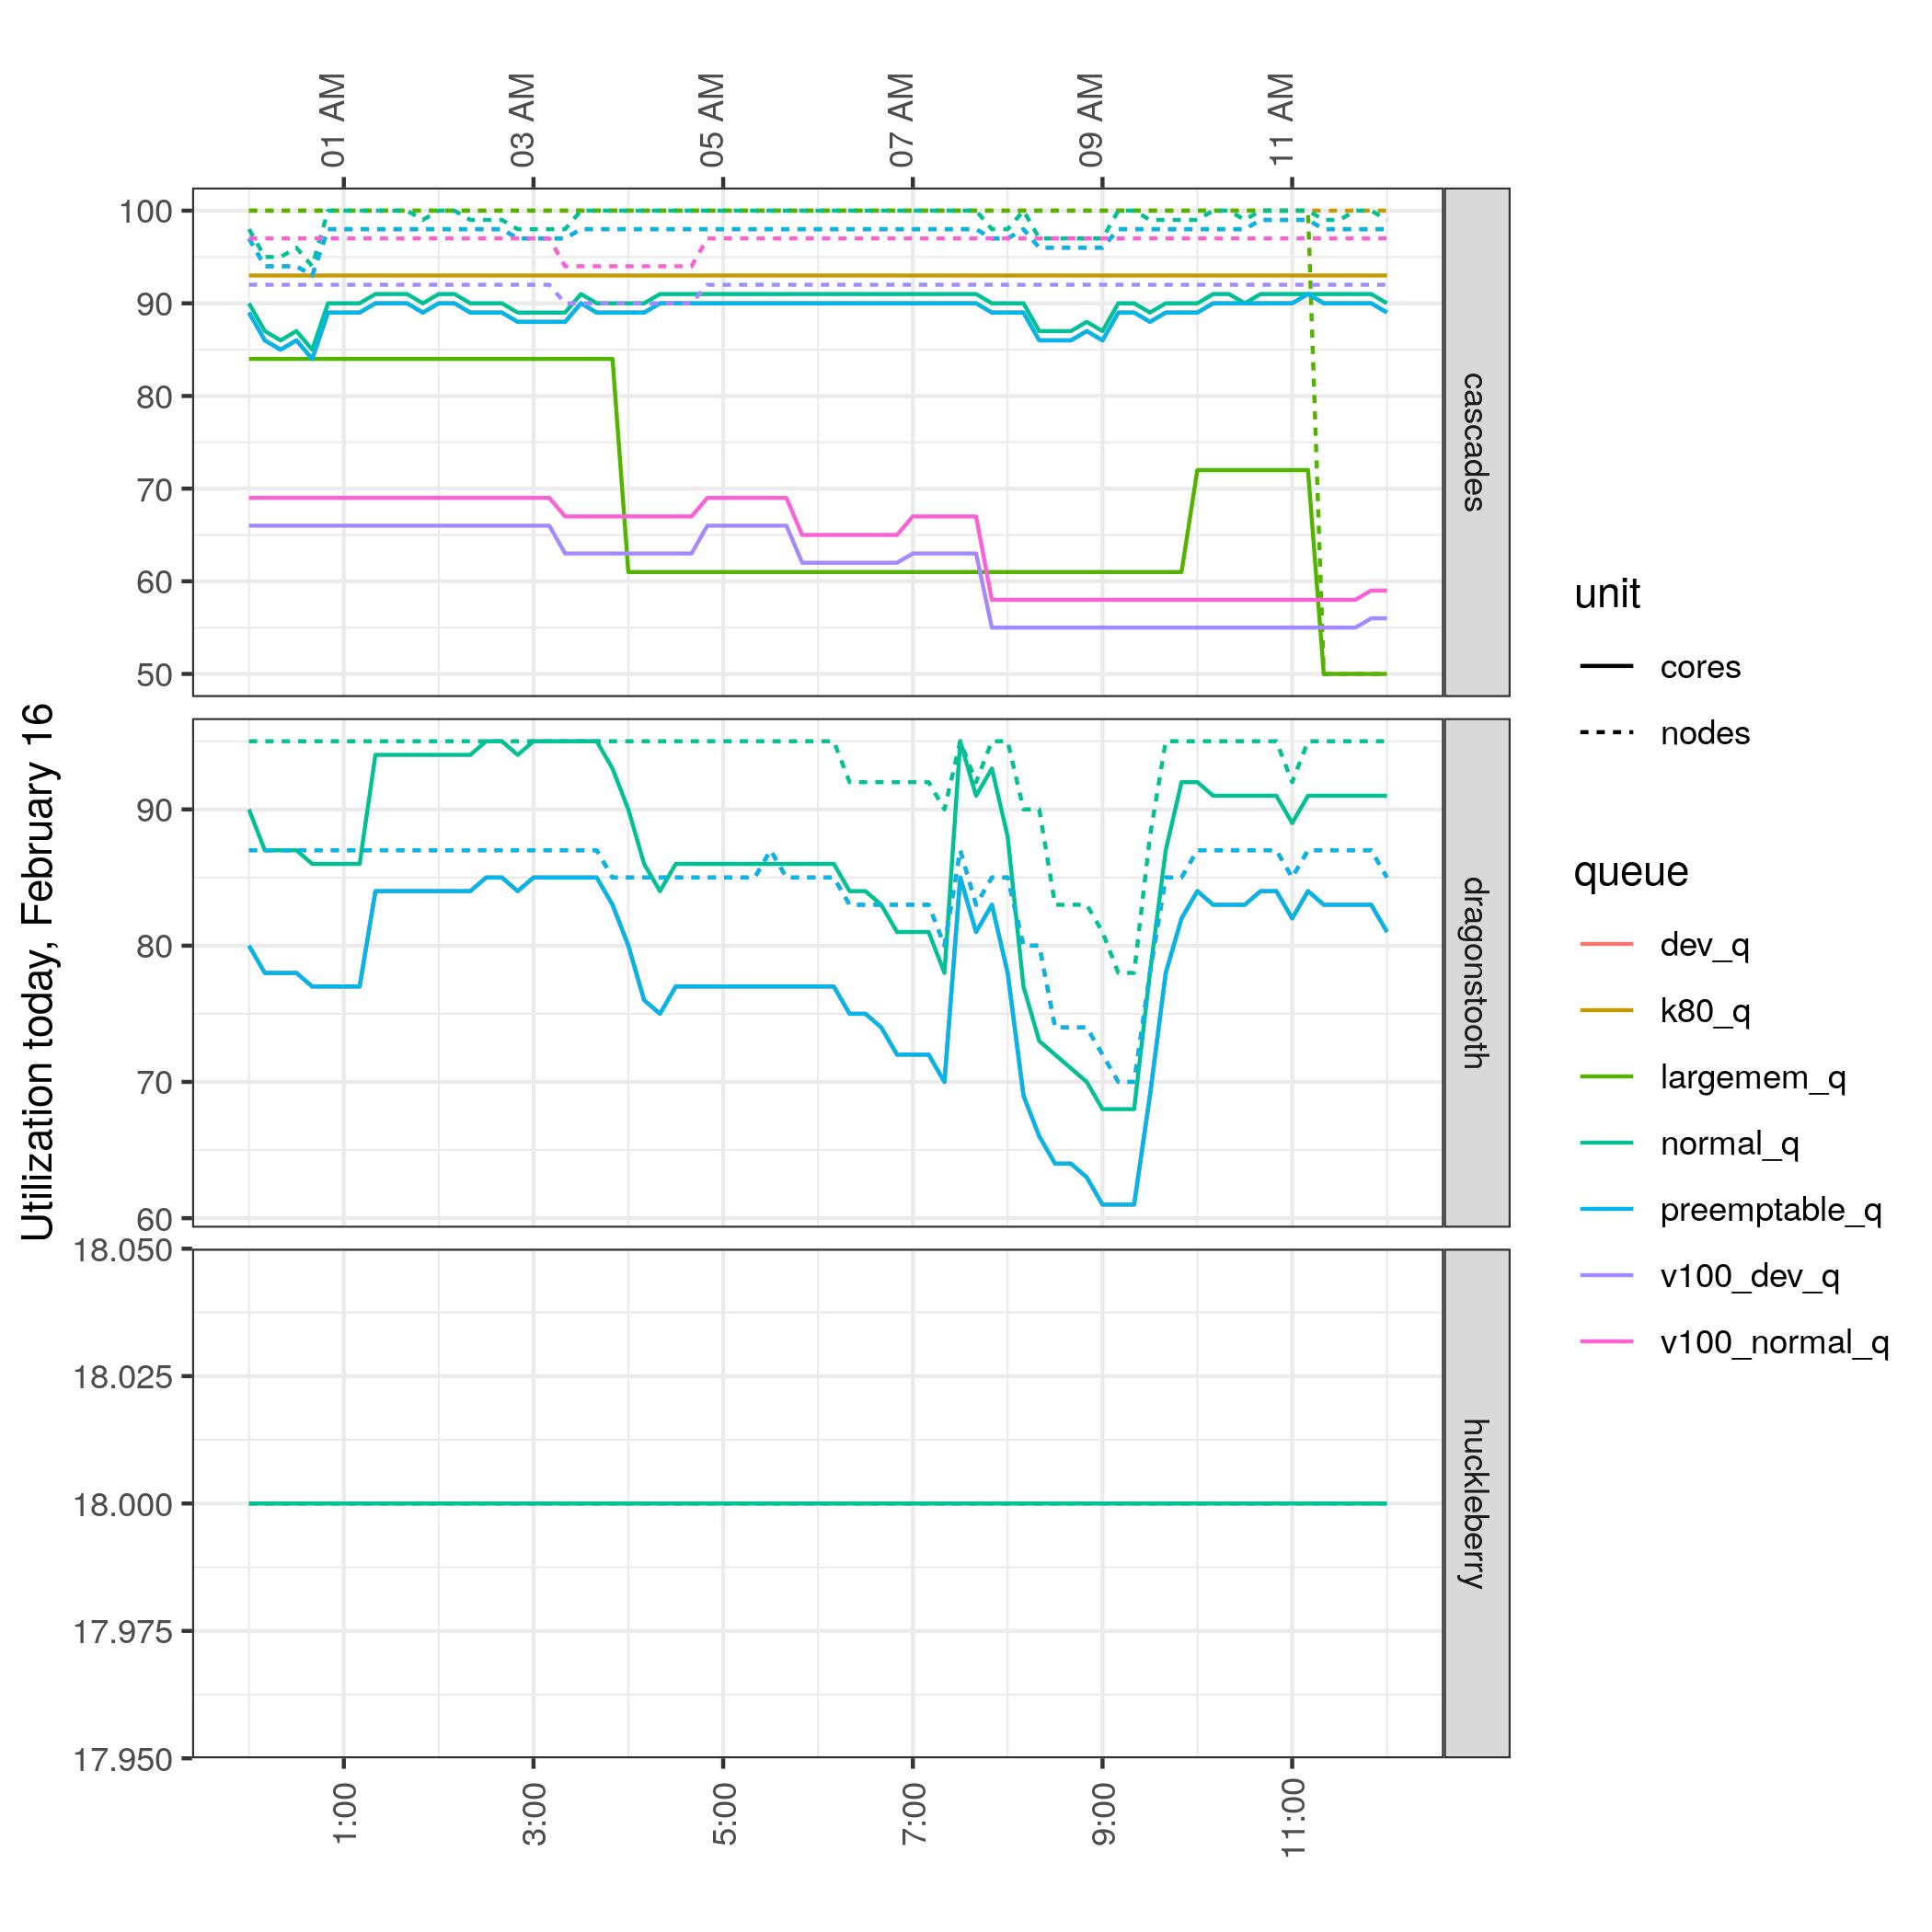 01 AM
03 AM
05 AM
07 AM
09 AM
11 AM
Utilization today, February 16
100
90
80
70
60
50
cascades
90
80
70
60
dragonstooth
18.050
18.025
18.000
17.975
17.950
huckleberry
1:00
3:00
5:00
7:00
9:00
11:00
unit
cores
nodes
queue
dev_q
k80_q
largemem_q
normal_q
preemptable_q
v100_dev_q
v100_normal_q